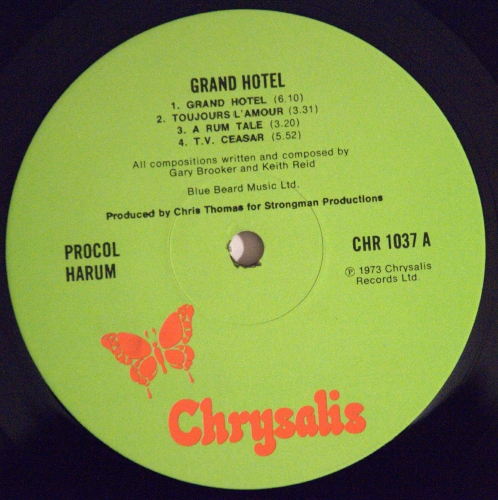 GRAND HOTEL
1. GRAND HOTEL (6.10)
2. TOUJOURS L'AMOUR (3.31)
3. A RUM TALE (3.20)
4. T.V. CEASAR (5.52)
All compositions written and composed by
Gary Brooker and Keith Reid
Blue Beard Music Ltd.
Produced by Chris Thomas for Strongman Productions
PROCOL
HARUM
CHR 1037 A
℗ 1973 Chrysalis
Records Ltd.
Chrysalis